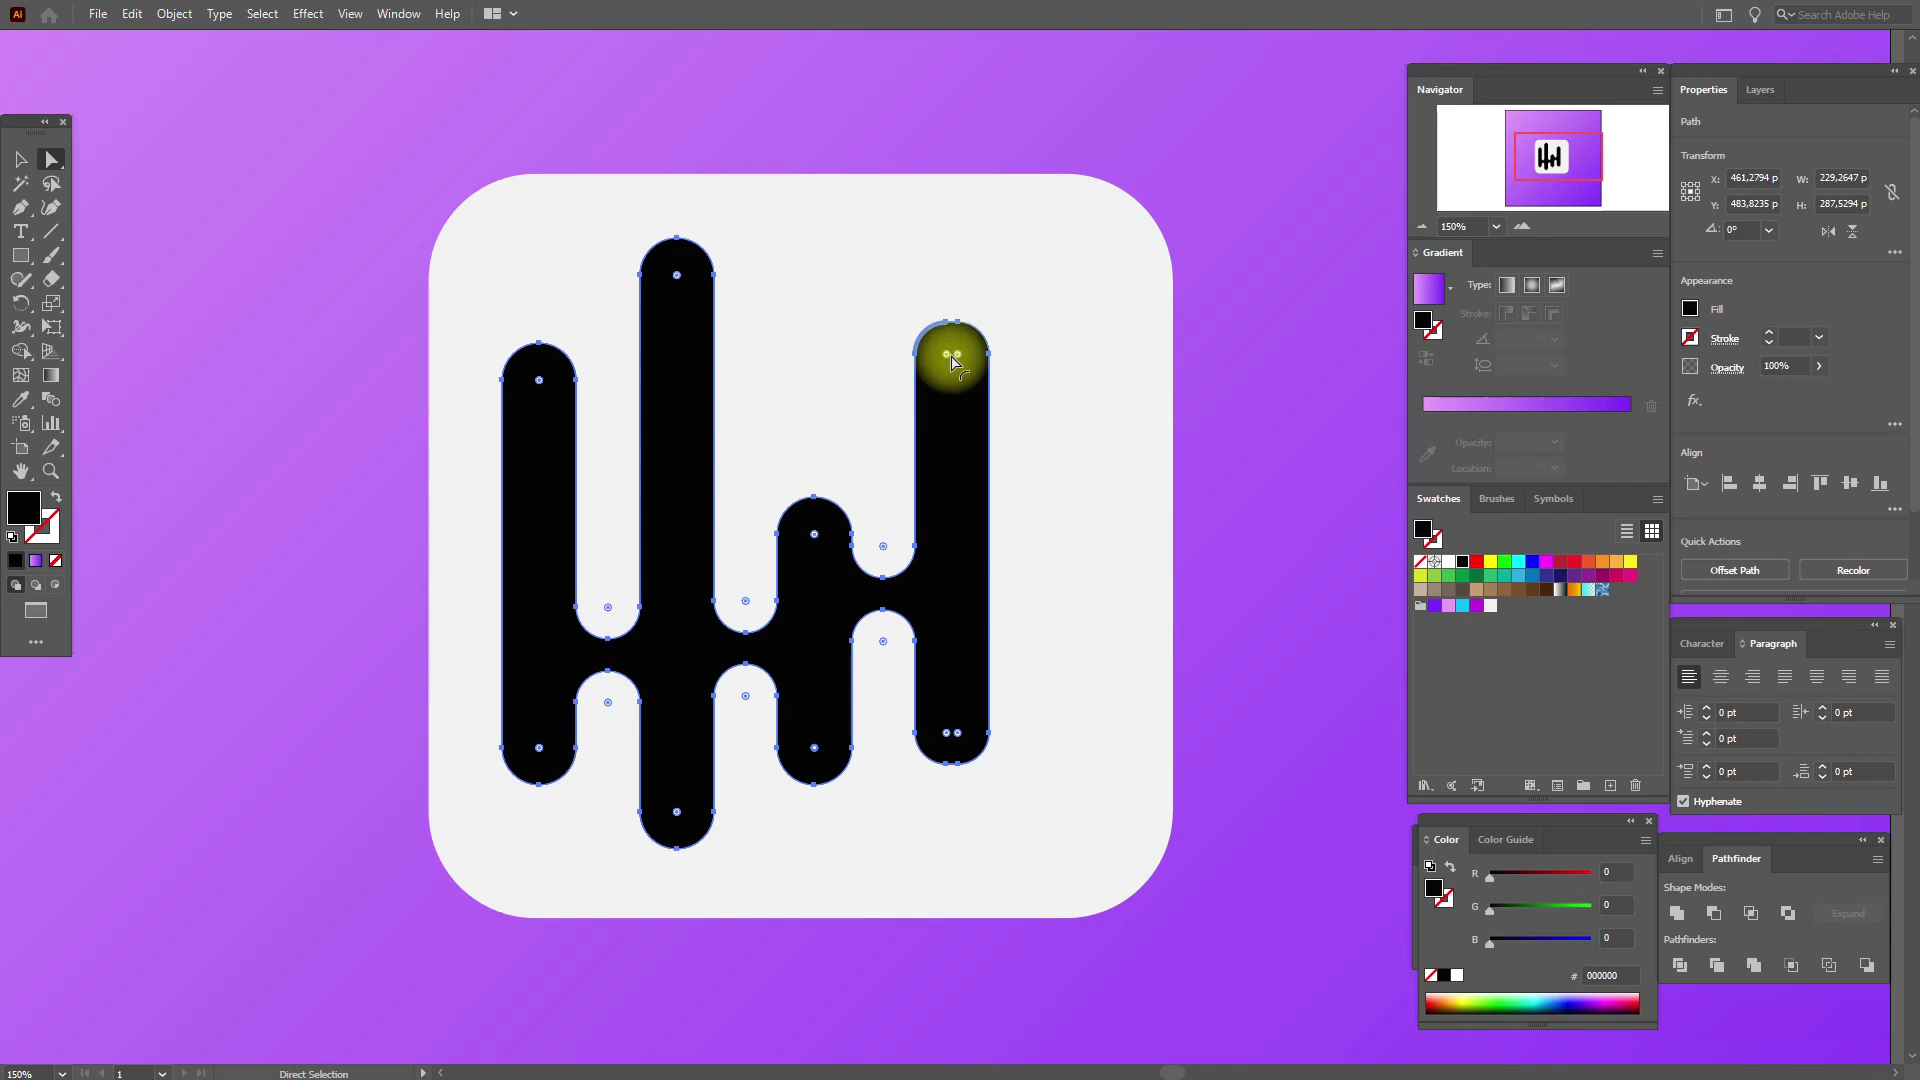 Ai File Edit Object Type Select Effect View Window Help Search Adobe Help
Navigator
150%
Gradient
Type:
Stroke:
Opacity:
Location:
Swatches Brushes Symbols
Properties Layers
Path
Transform
X: 461,2794 p W: 229,2647 p
Y: 483,8235 p H: 287,5294 p
0°
Appearance
Fill
Stroke
Opacity 100%
fx.
Align
Quick Actions
Offset Path Recolor
Character Paragraph
0 pt 0 pt
0 pt
0 pt 0 pt
Hyphenate
Color Color Guide
R 0
G 0
B 0
# 000000
Align Pathfinder
Shape Modes:
Expand
Pathfinders:
150% 1 Direct Selection